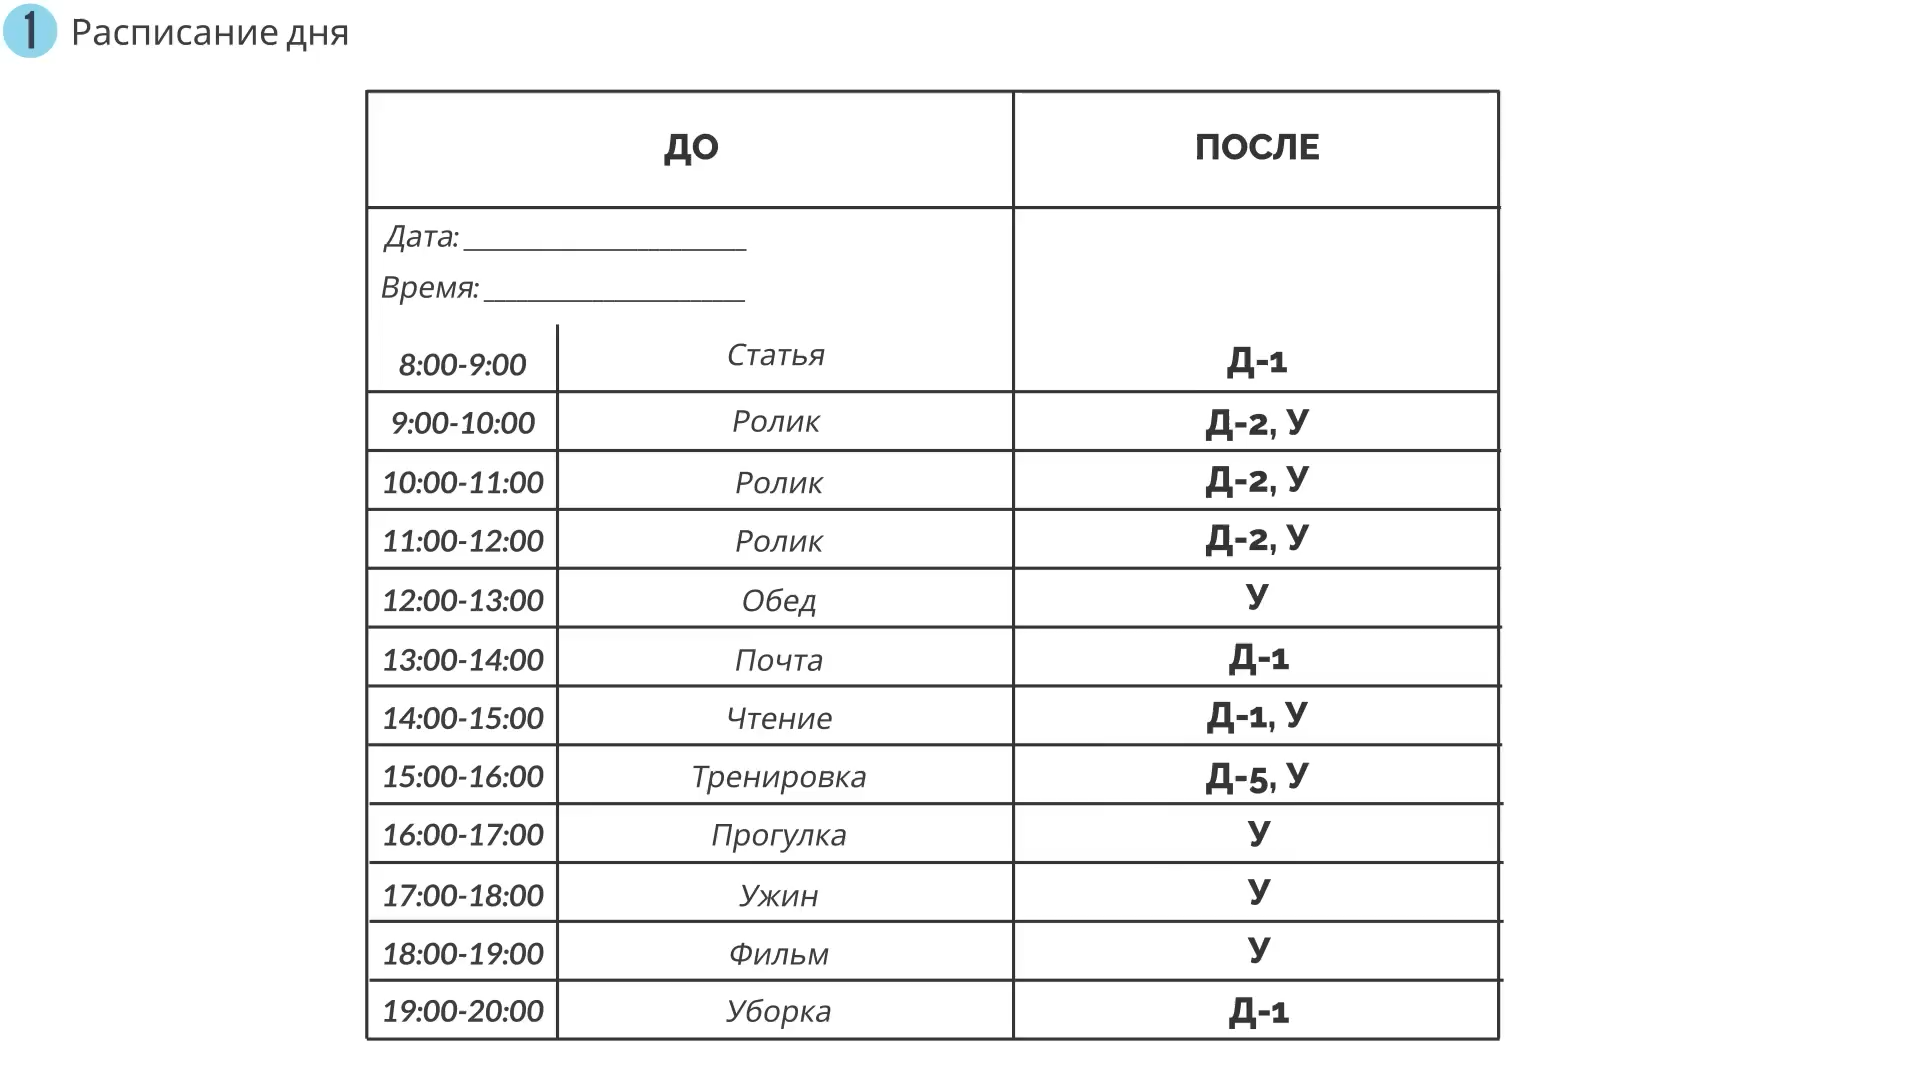 1 Расписание дня
ДО ПОСЛЕ
Дата: ____________________
Время: ___________________
8:00-9:00 Статья Д-1
9:00-10:00 Ролик Д-2, У
10:00-11:00 Ролик Д-2, У
11:00-12:00 Ролик Д-2, У
12:00-13:00 Обед У
13:00-14:00 Почта Д-1
14:00-15:00 Чтение Д-1, У
15:00-16:00 Тренировка Д-5, У
16:00-17:00 Прогулка У
17:00-18:00 Ужин У
18:00-19:00 Фильм У
19:00-20:00 Уборка Д-1